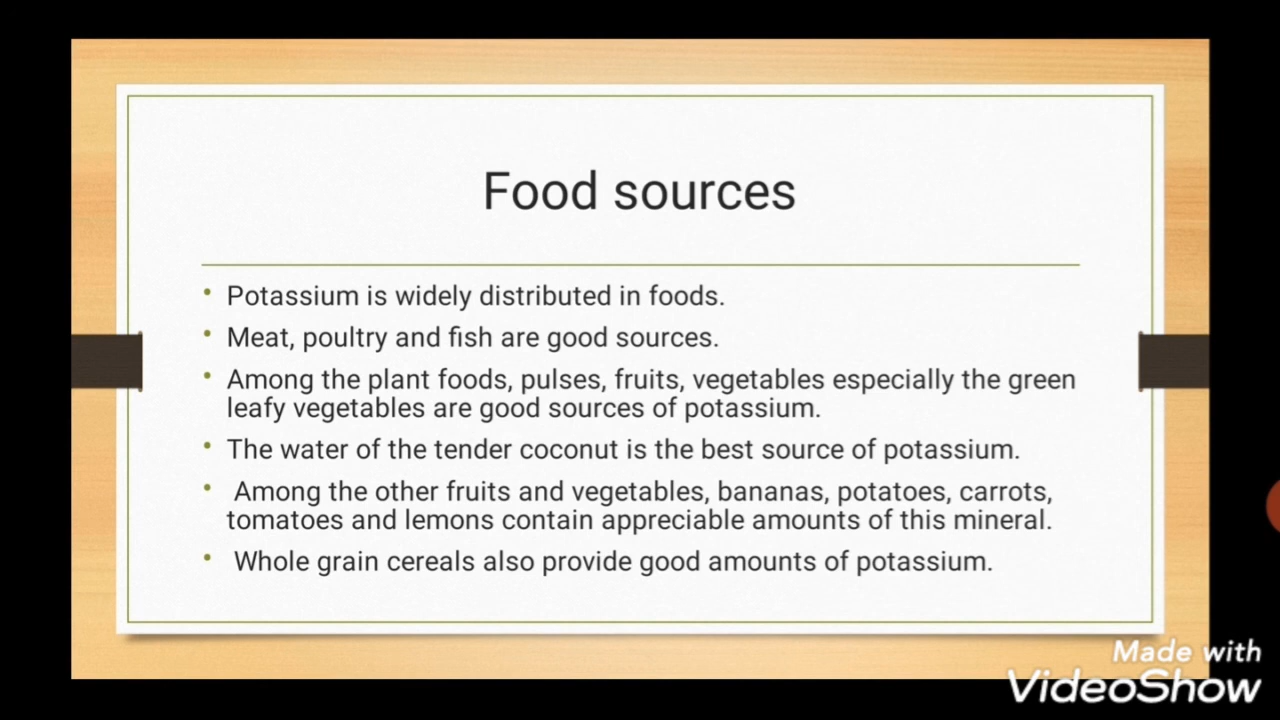 Food sources
• Potassium is widely distributed in foods.
• Meat, poultry and fish are good sources.
• Among the plant foods, pulses, fruits, vegetables especially the green
leafy vegetables are good sources of potassium.
• The water of the tender coconut is the best source of potassium.
• Among the other fruits and vegetables, bananas, potatoes, carrots,
tomatoes and lemons contain appreciable amounts of this mineral.
• Whole grain cereals also provide good amounts of potassium.
Made with
VideoShow